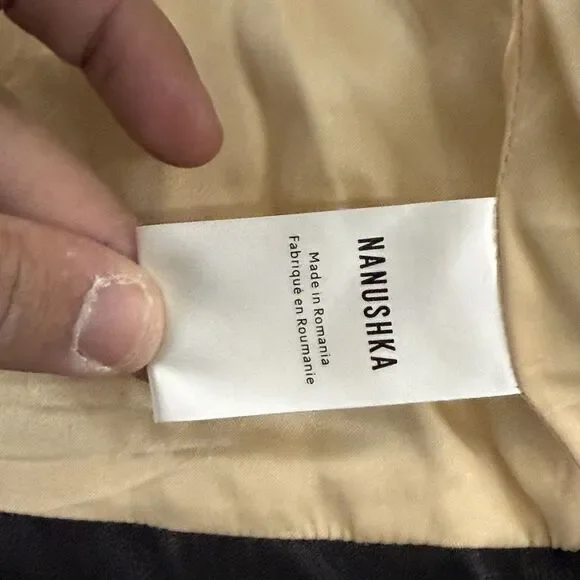 NANUSHKA
Made in Romania
Fabriqué en Roumanie